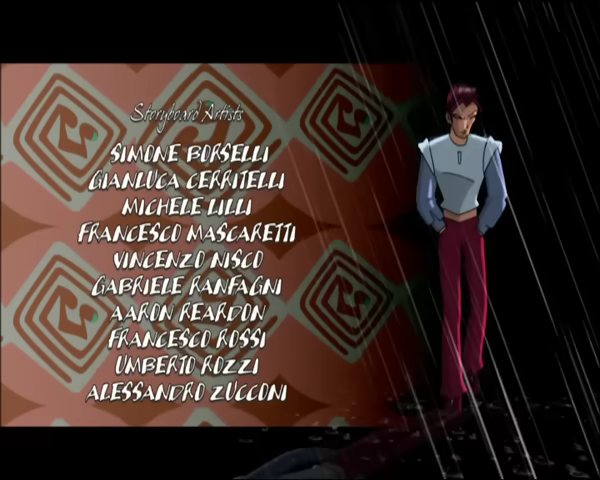 Storyboard Artists
SIMONE BORSELLI
GIANLUCA CERRITELLI
MICHELE LILLI
FRANCESCO MASCARETTI
VINCENZO NISCO
GABRIELE RANFAGNI
AARON REARDON
FRANCESCO ROSSI
UMBERTO ROZZI
ALESSANDRO ZUCCONI